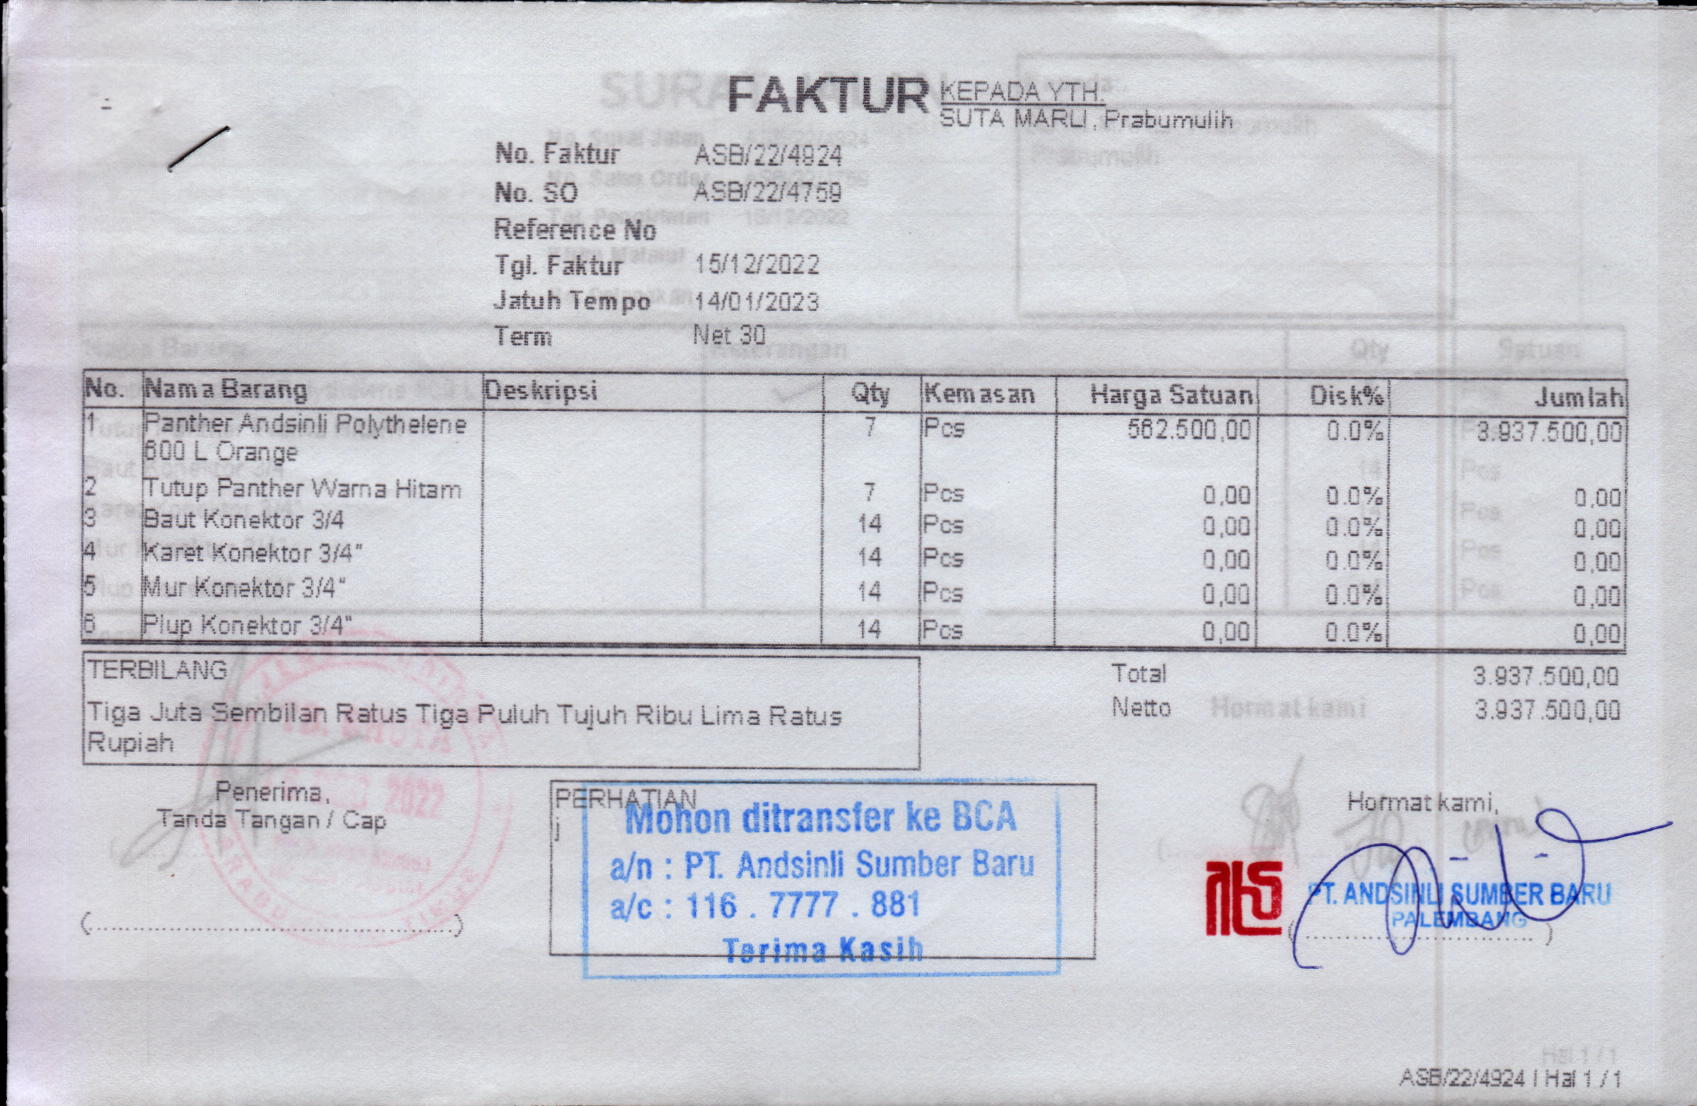 FAKTUR
KEPADA YTH.
SUTA MARLI, Prabumulih
No. Faktur ASB/22/4924
No. SO ASB/22/4759
Reference No
Tgl. Faktur 15/12/2022
Jatuh Tempo 14/01/2023
Term Net 30
No. Nama Barang Deskripsi Qty Kemasan Harga Satuan Disk% Jumlah
1 Panther Andsinli Polythelene 7 Pcs 562.500,00 0.0% 3.937.500,00
600 L Orange
2 Tutup Panther Warna Hitam 7 Pcs 0,00 0.0% 0,00
3 Baut Konektor 3/4 14 Pcs 0,00 0.0% 0,00
4 Karet Konektor 3/4" 14 Pcs 0,00 0.0% 0,00
5 Mur Konektor 3/4" 14 Pcs 0,00 0.0% 0,00
6 Plup Konektor 3/4" 14 Pcs 0,00 0.0% 0,00
TERBILANG
Tiga Juta Sembilan Ratus Tiga Puluh Tujuh Ribu Lima Ratus
Rupiah
Total 3.937.500,00
Netto 3.937.500,00
Penerima,
Tanda Tangan / Cap
(....................)
PERHATIAN
j
Mohon ditransfer ke BCA
a/n : PT. Andsinli Sumber Baru
a/c : 116 . 7777 . 881
Terima Kasih
Hormat kami,
PT. ANDSINLI SUMBER BARU
PALEMBANG
(....................)
ASB/22/4924 / Hal 1 / 1